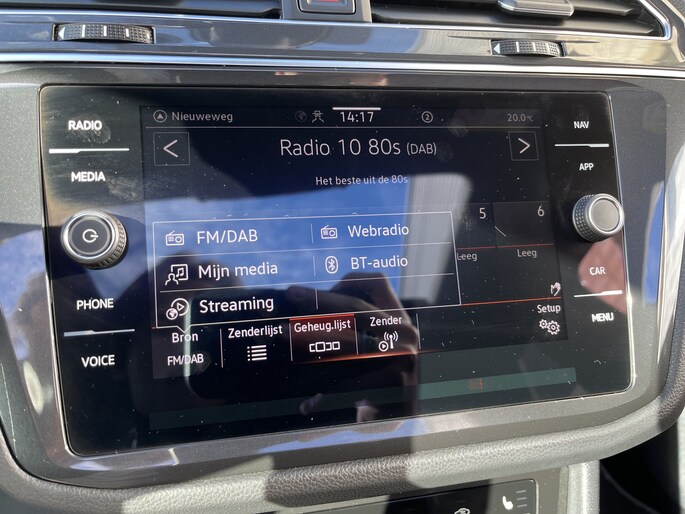 RADIO
MEDIA
PHONE
VOICE
Nieuweweg
14:17
2
20.0°C
Radio 10 80s (DAB)
Het beste uit de 80s
FM/DAB
Webradio
Mijn media
BT-audio
Streaming
5
6
Leeg
Leeg
Bron
FM/DAB
Zenderlijst
Geheug.lijst
Zender
Setup
NAV
APP
CAR
MENU